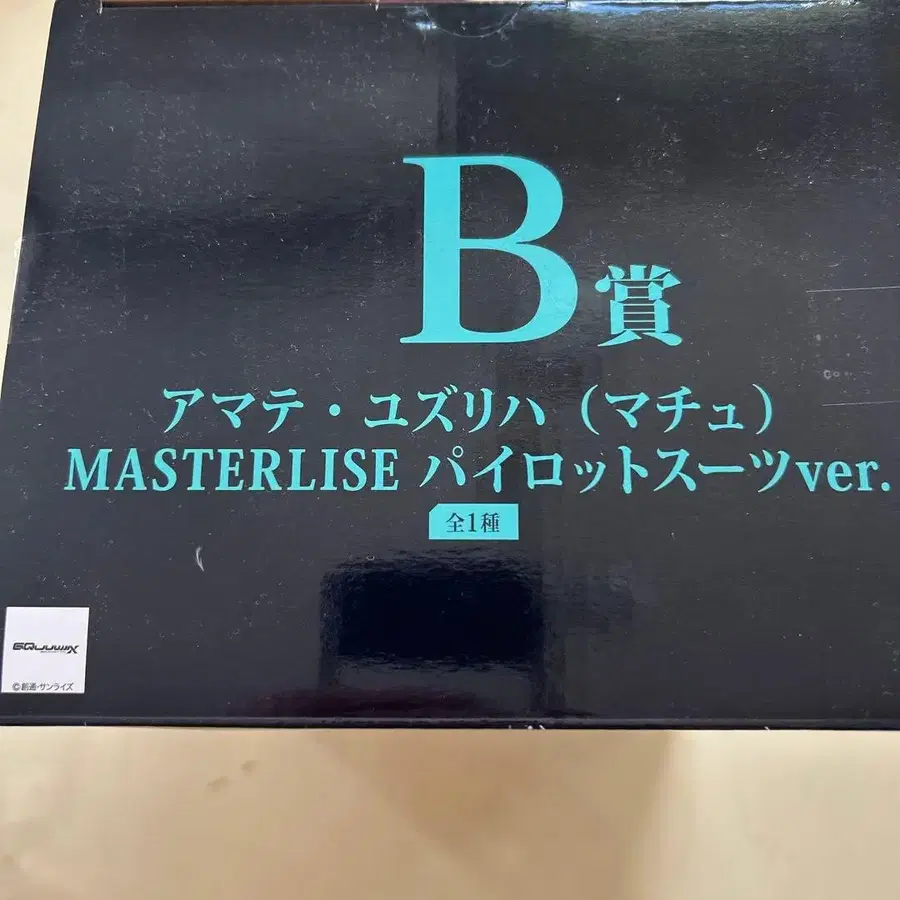 B賞
アマテ・ユズリハ（マチュ）
MASTERLISE パイロットスーツver.
全1種
GQuuuuuuX
©創通・サンライズ